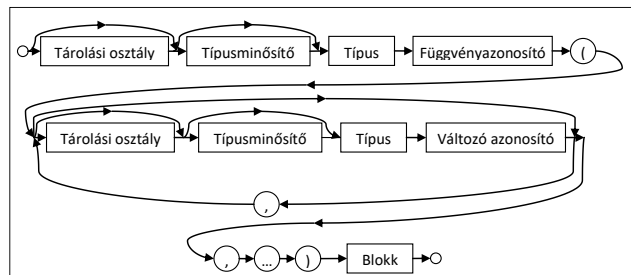 Tárolási osztály Típusminősítő Típus Függvényazonosító (
Tárolási osztály Típusminősítő Típus Változó azonosító
,
, ... ) Blokk